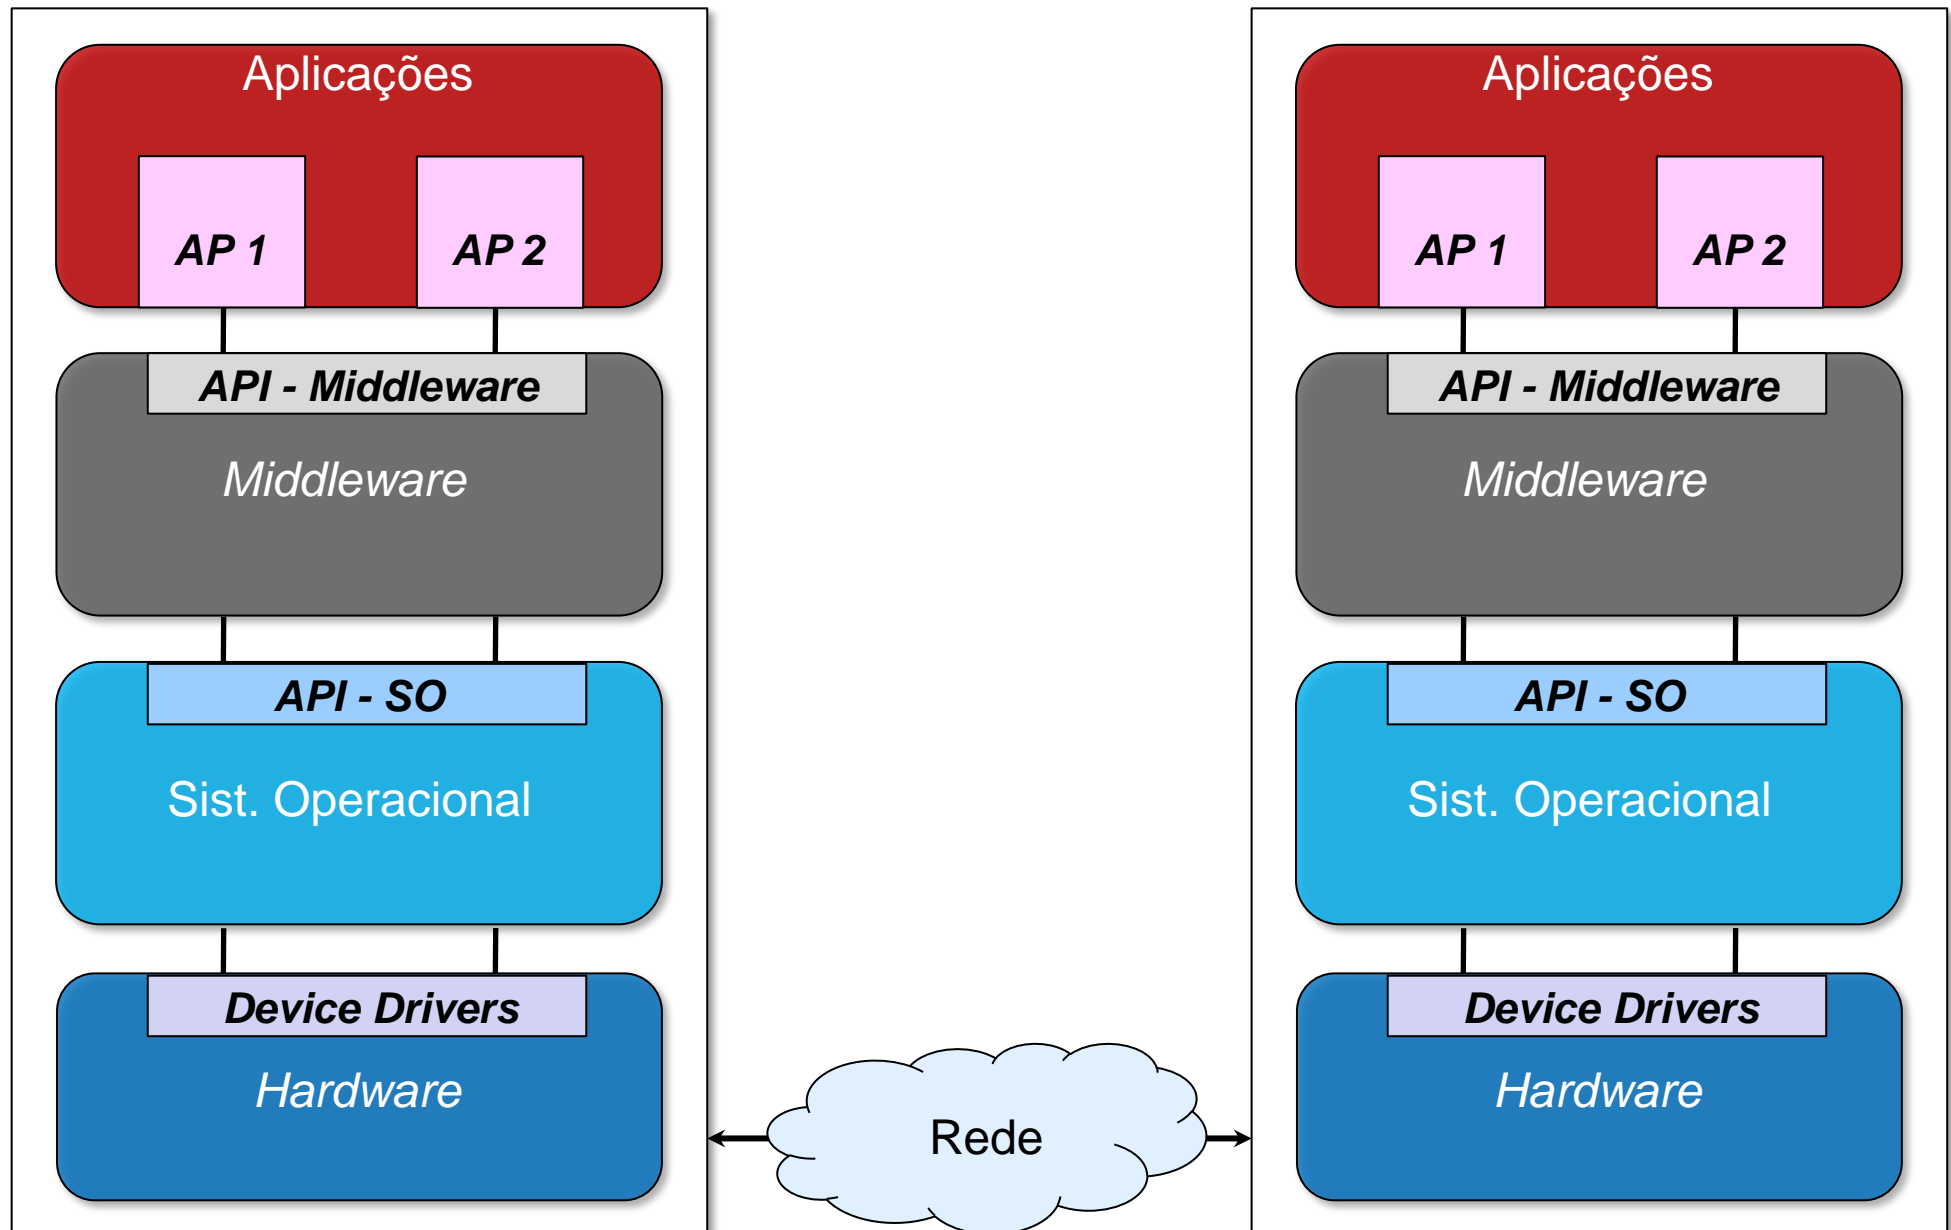 Aplicações
AP 1
AP 2
API - Middleware
Middleware
API - SO
Sist. Operacional
Device Drivers
Hardware
Rede
Aplicações
AP 1
AP 2
API - Middleware
Middleware
API - SO
Sist. Operacional
Device Drivers
Hardware